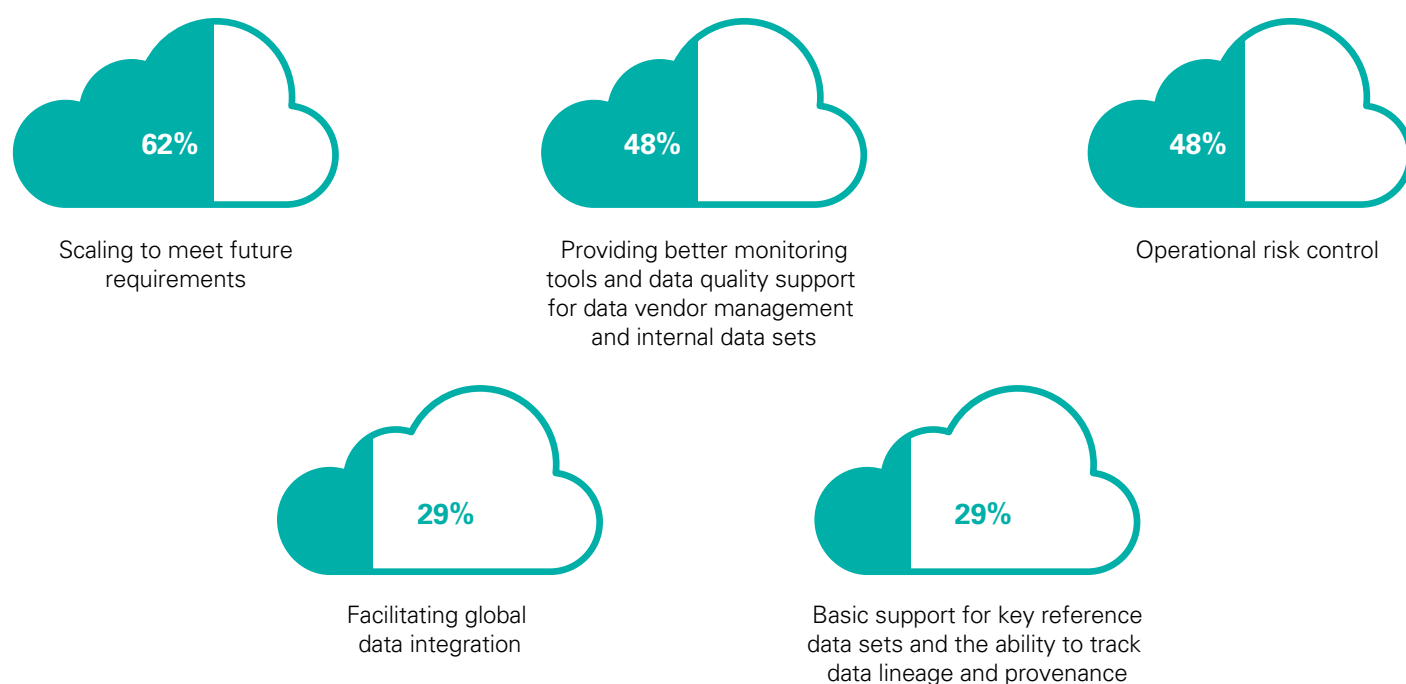 62%
Scaling to meet future
requirements
48%
Providing better monitoring
tools and data quality support
for data vendor management
and internal data sets
48%
Operational risk control
29%
Facilitating global
data integration
29%
Basic support for key reference
data sets and the ability to track
data lineage and provenance